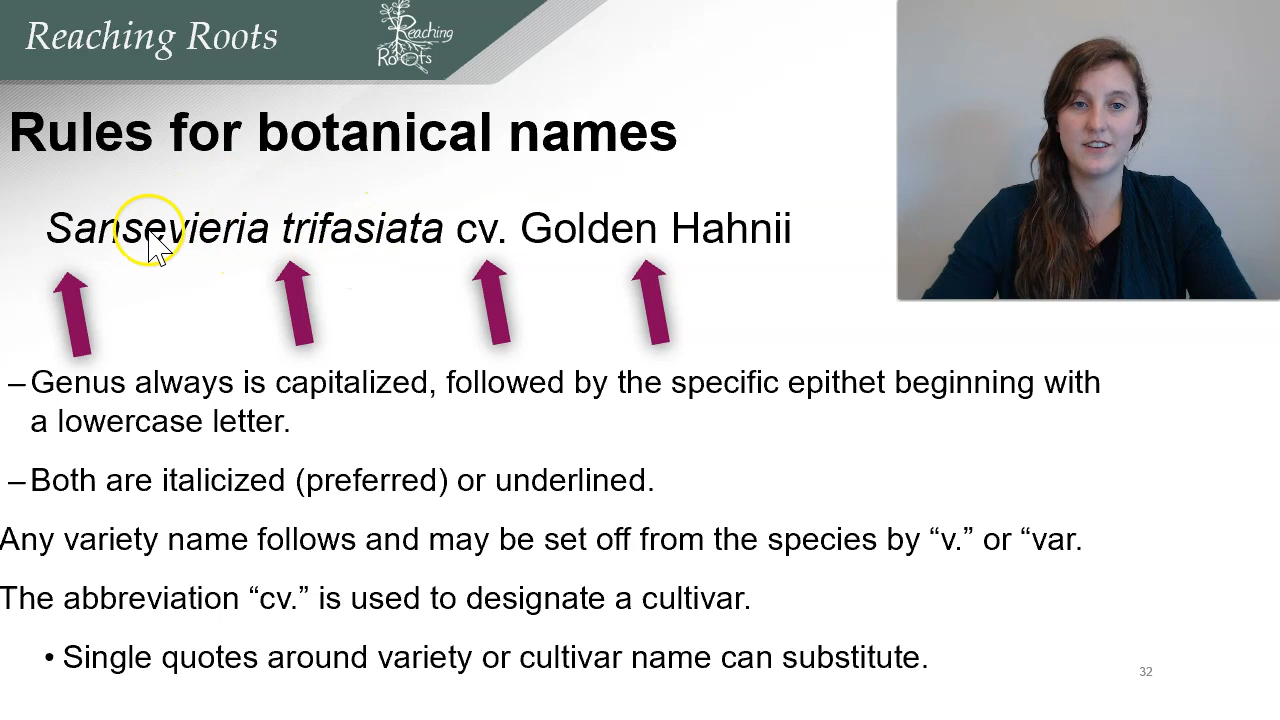 Reaching Roots
Reaching
Roots
Rules for botanical names
Sansevieria trifasiata cv. Golden Hahnii
–Genus always is capitalized, followed by the specific epithet beginning with
a lowercase letter.
–Both are italicized (preferred) or underlined.
Any variety name follows and may be set off from the species by “v.” or “var.
The abbreviation “cv.” is used to designate a cultivar.
• Single quotes around variety or cultivar name can substitute.
32